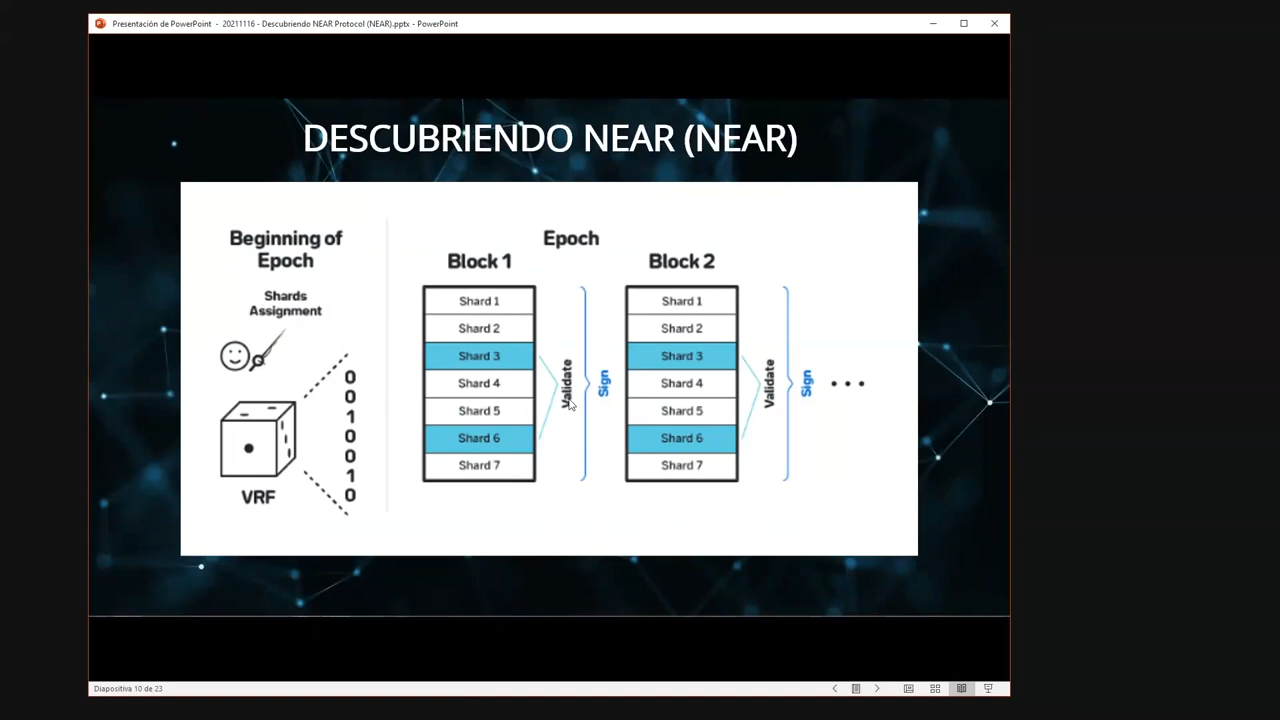 Presentación de PowerPoint - 20211116 - Descubriendo NEAR Protocol (NEAR).pptx - PowerPoint
DESCUBRIENDO NEAR (NEAR)
Beginning of
Epoch
Shards
Assignment
0
0
1
0
0
1
0
VRF
Epoch
Block 1
Shard 1
Shard 2
Shard 3
Shard 4
Shard 5
Shard 6
Shard 7
Validate
Sign
Block 2
Shard 1
Shard 2
Shard 3
Shard 4
Shard 5
Shard 6
Shard 7
Validate
Sign
• • •
Diapositiva 10 de 23